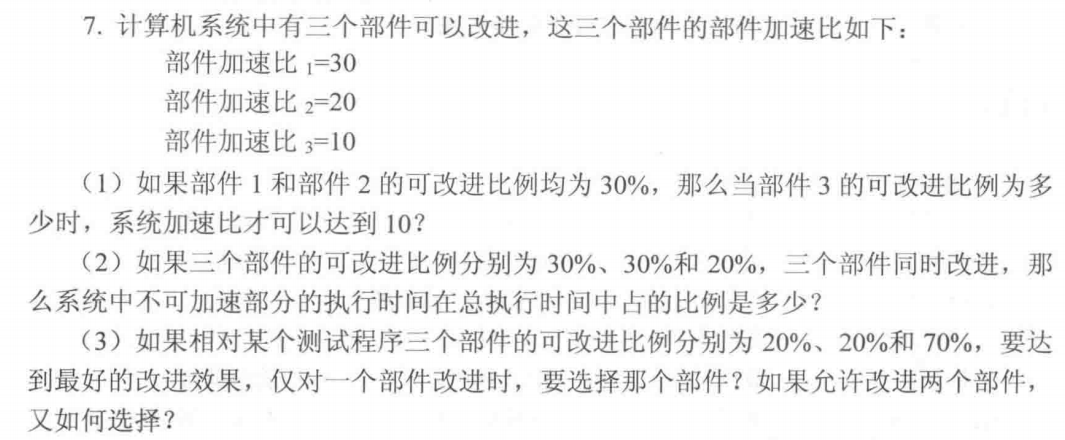 7. 计算机系统中有三个部件可以改进，这三个部件的部件加速比如下：
部件加速比 1=30
部件加速比 2=20
部件加速比 3=10
（1）如果部件 1 和部件 2 的可改进比例均为 30%，那么当部件 3 的可改进比例为多
少时，系统加速比才可以达到 10？
（2）如果三个部件的可改进比例分别为 30%、30%和 20%，三个部件同时改进，那
么系统中不可加速部分的执行时间在总执行时间中占的比例是多少？
（3）如果相对某个测试程序三个部件的可改进比例分别为 20%、20%和 70%，要达
到最好的改进效果，仅对一个部件改进时，要选择那个部件？如果允许改进两个部件，
又如何选择？